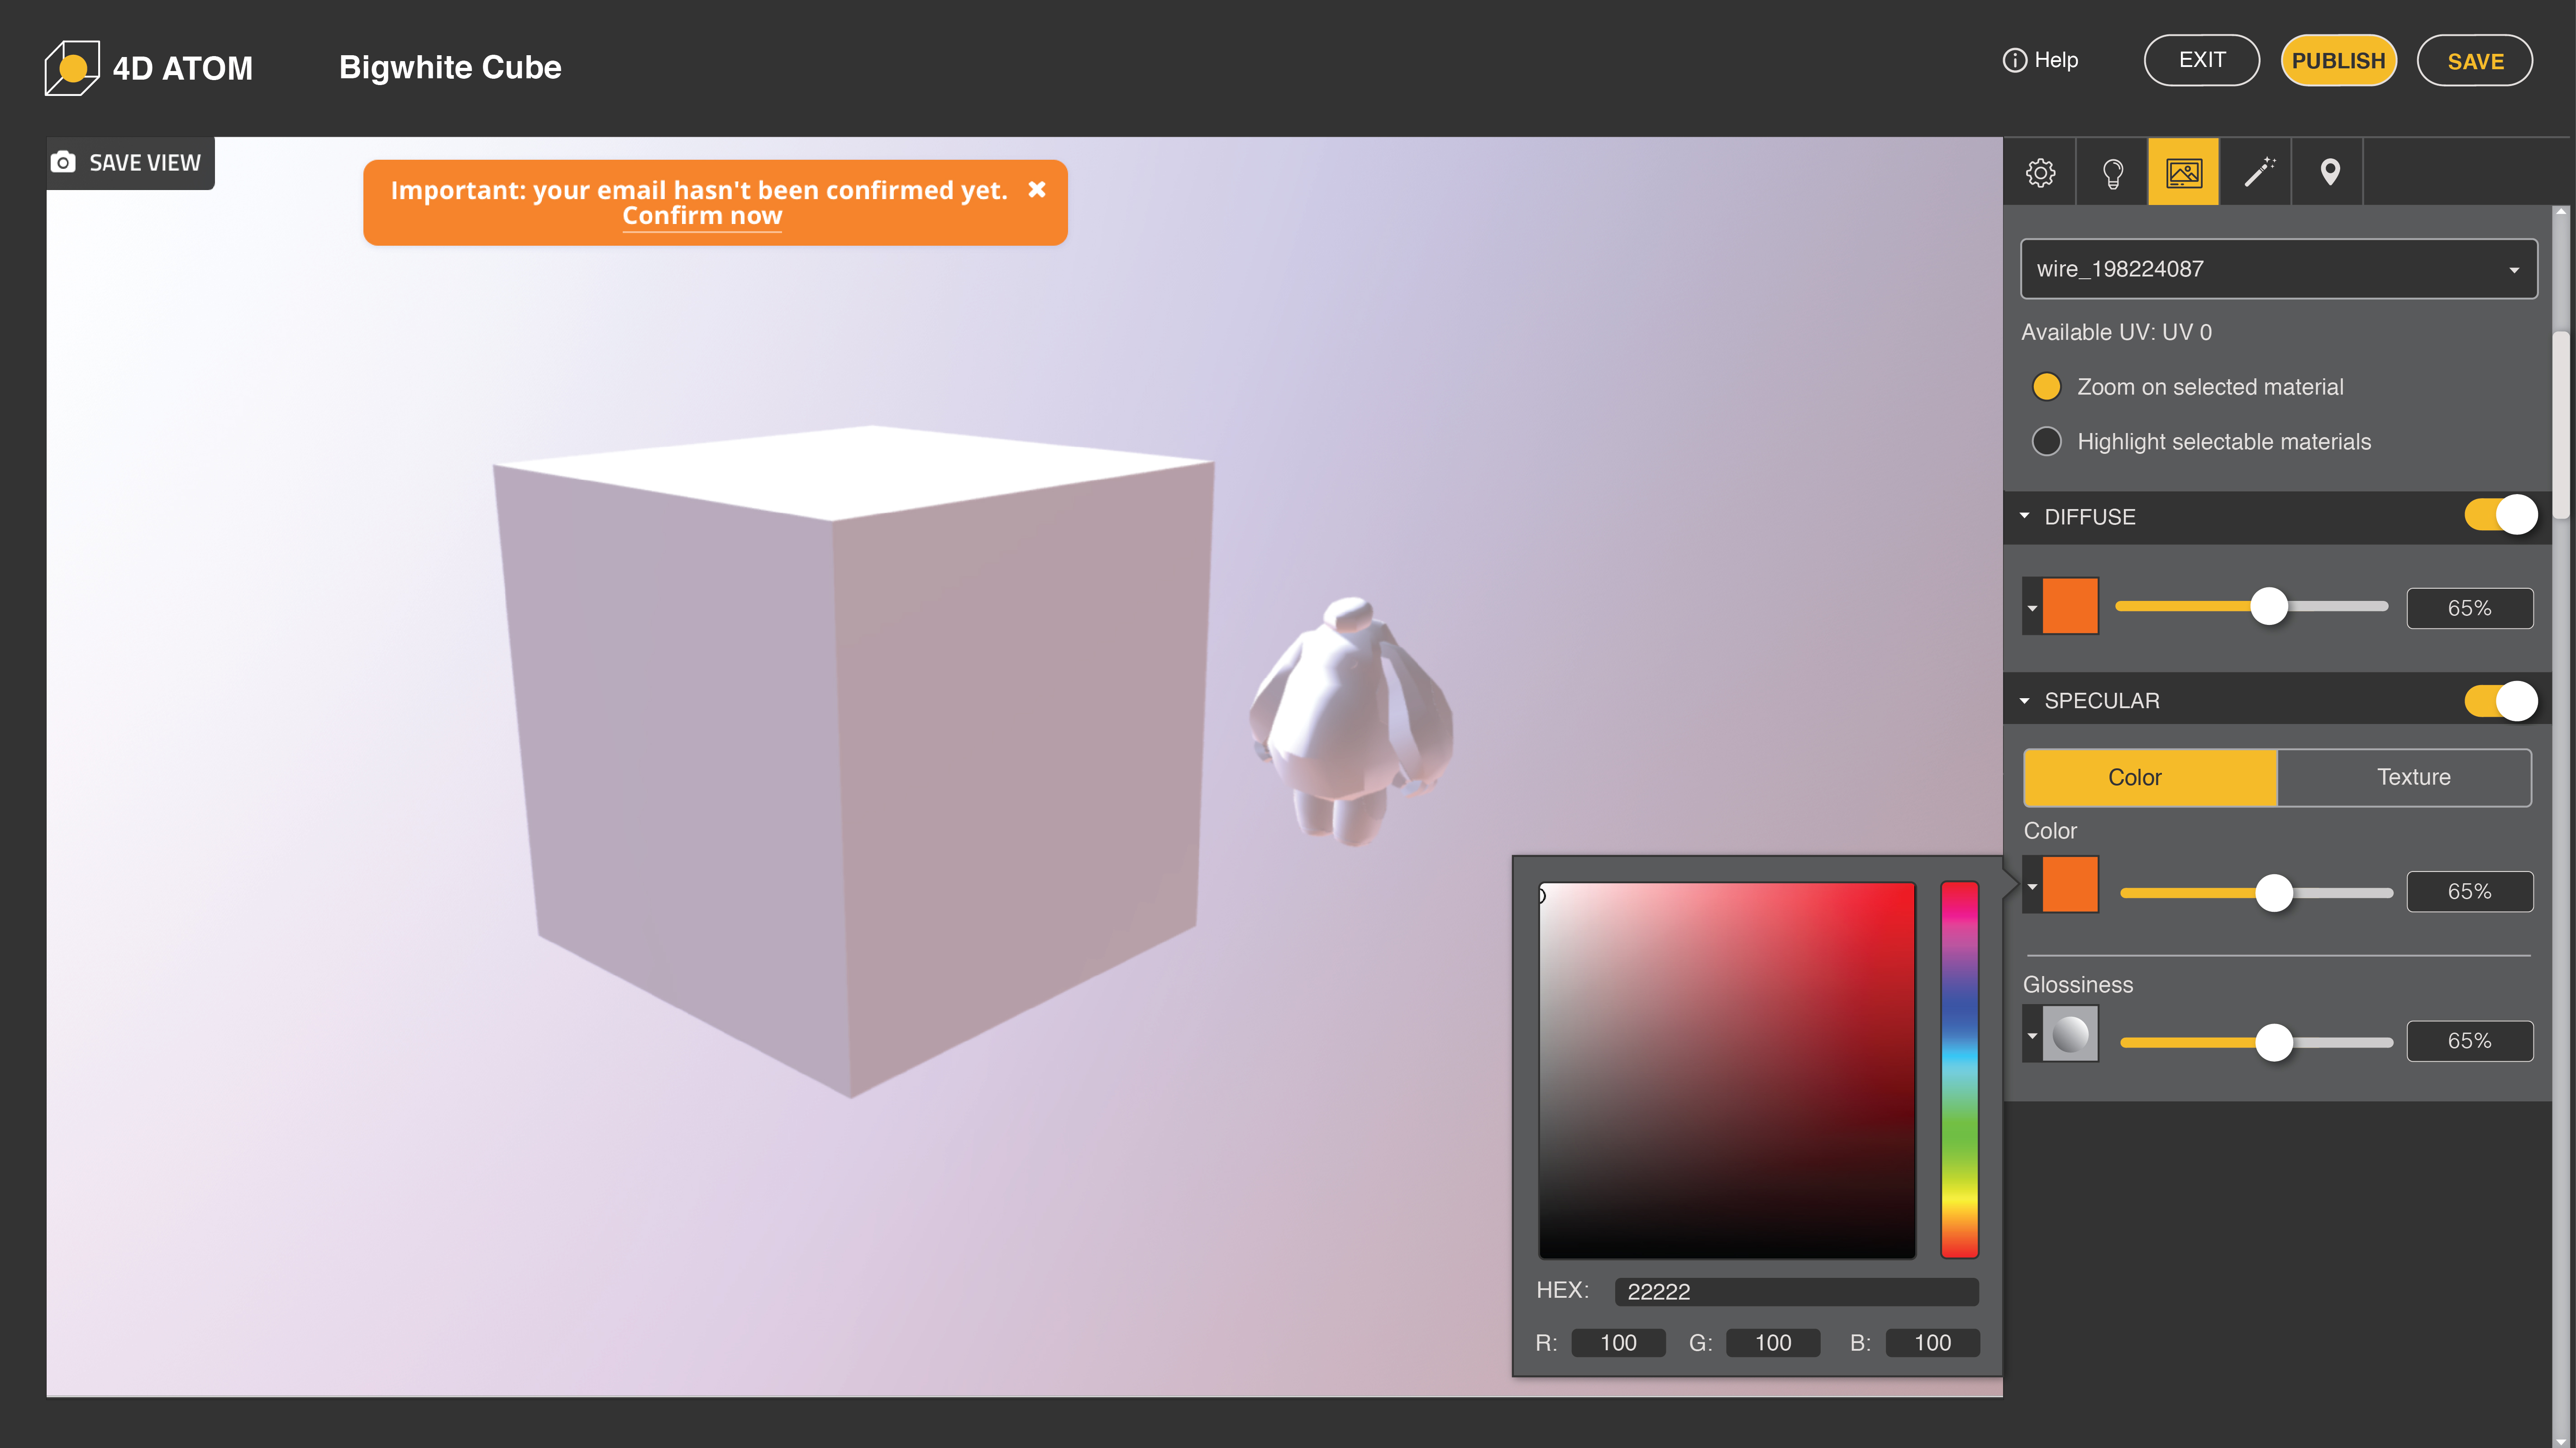 4D ATOM
Bigwhite Cube
Help
EXIT
PUBLISH
SAVE
SAVE VIEW
Important: your email hasn't been confirmed yet.
Confirm now
wire_198224087
Available UV: UV 0
Zoom on selected material
Highlight selectable materials
DIFFUSE
65%
SPECULAR
Color
Texture
Color
65%
Glossiness
65%
HEX: 22222
R: 100 G: 100 B: 100